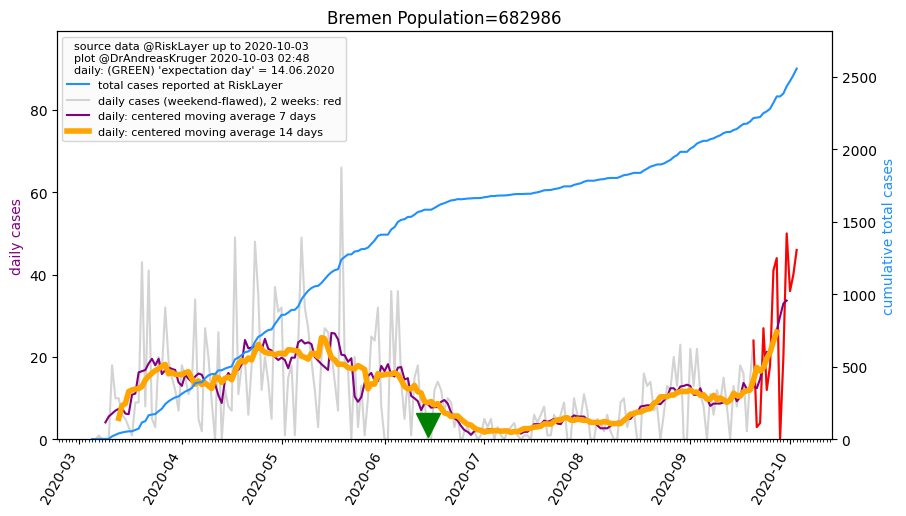 Bremen Population=682986
source data @RiskLayer up to 2020-10-03
plot @DrAndreasKruger 2020-10-03 02:48
daily: (GREEN) 'expectation day' = 14.06.2020
total cases reported at RiskLayer
daily cases (weekend-flawed), 2 weeks: red
daily: centered moving average 7 days
daily: centered moving average 14 days
daily cases
0
20
40
60
80
cumulative total cases
0
500
1000
1500
2000
2500
2020-03
2020-04
2020-05
2020-06
2020-07
2020-08
2020-09
2020-10